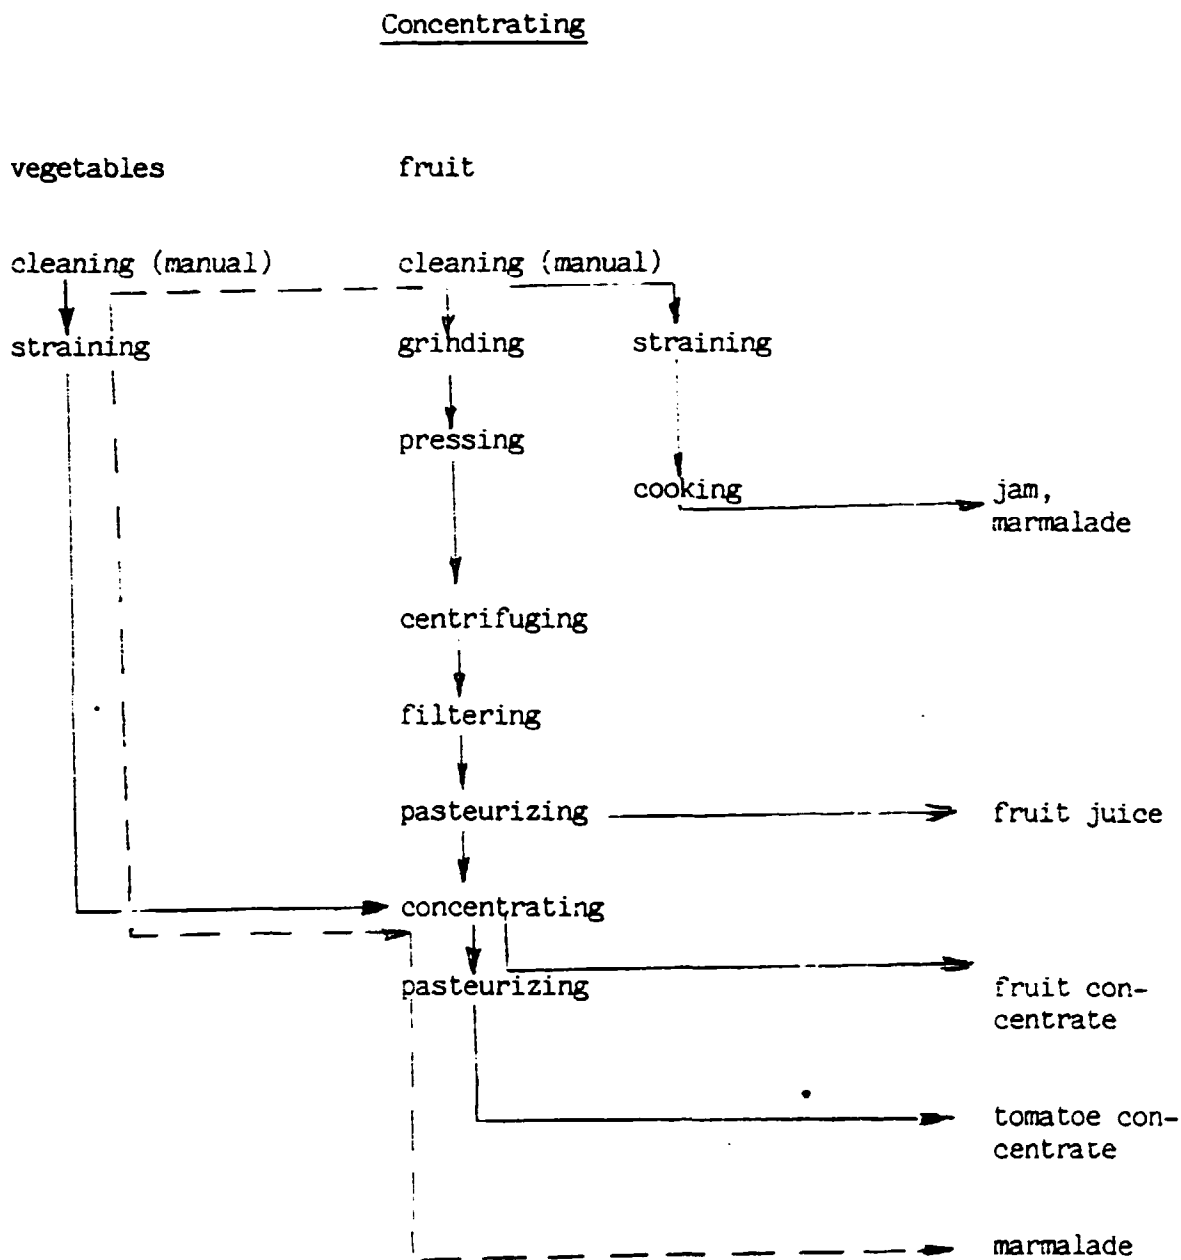 Concentrating
vegetables fruit
cleaning (manual) cleaning (manual)
straining grinding straining
pressing
cooking jam,
marmalade
centrifuging
filtering
pasteurizing fruit juice
concentrating
pasteurizing fruit con-
centrate
tomatoe con-
centrate
marmalade